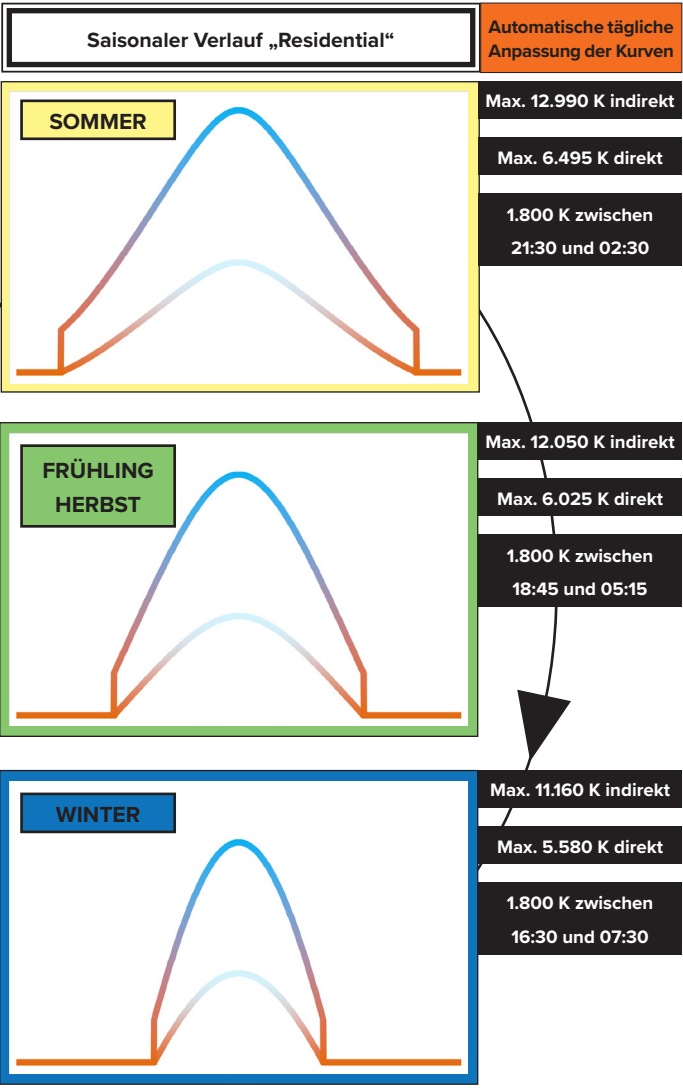 Saisonaler Verlauf „Residential“
Automatische tägliche
Anpassung der Kurven
SOMMER
Max. 12.990 K indirekt
Max. 6.495 K direkt
1.800 K zwischen
21:30 und 02:30
FRÜHLING
HERBST
Max. 12.050 K indirekt
Max. 6.025 K direkt
1.800 K zwischen
18:45 und 05:15
WINTER
Max. 11.160 K indirekt
Max. 5.580 K direkt
1.800 K zwischen
16:30 und 07:30